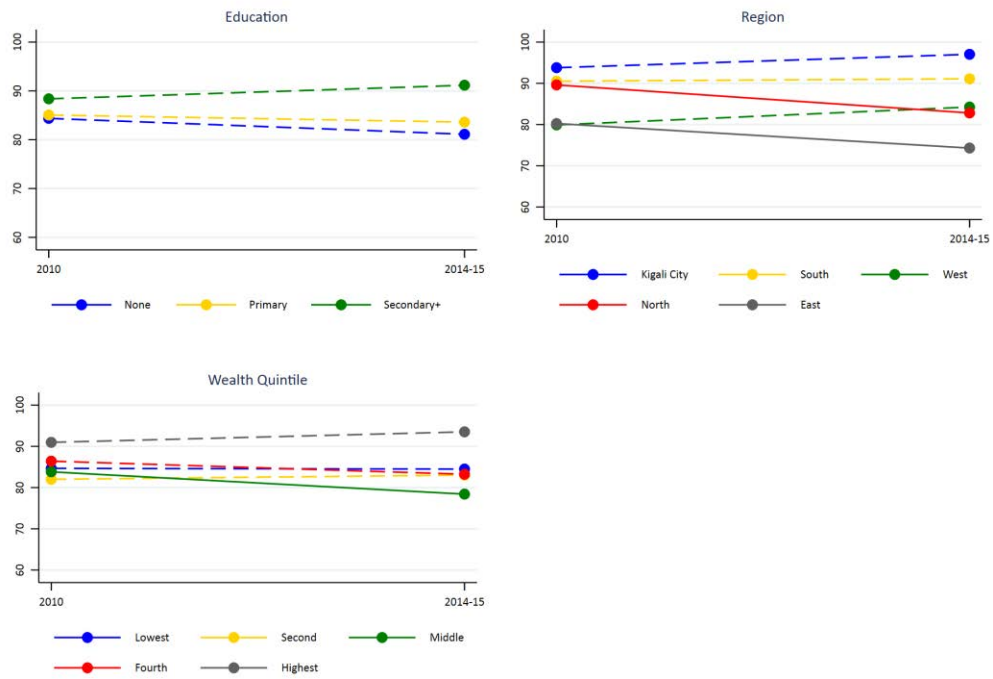 Education
100
90
80
70
60
2010 2014-15
None Primary Secondary+
Region
100
90
80
70
60
2010 2014-15
Kigali City South West
North East
Wealth Quintile
100
90
80
70
60
2010 2014-15
Lowest Second Middle
Fourth Highest